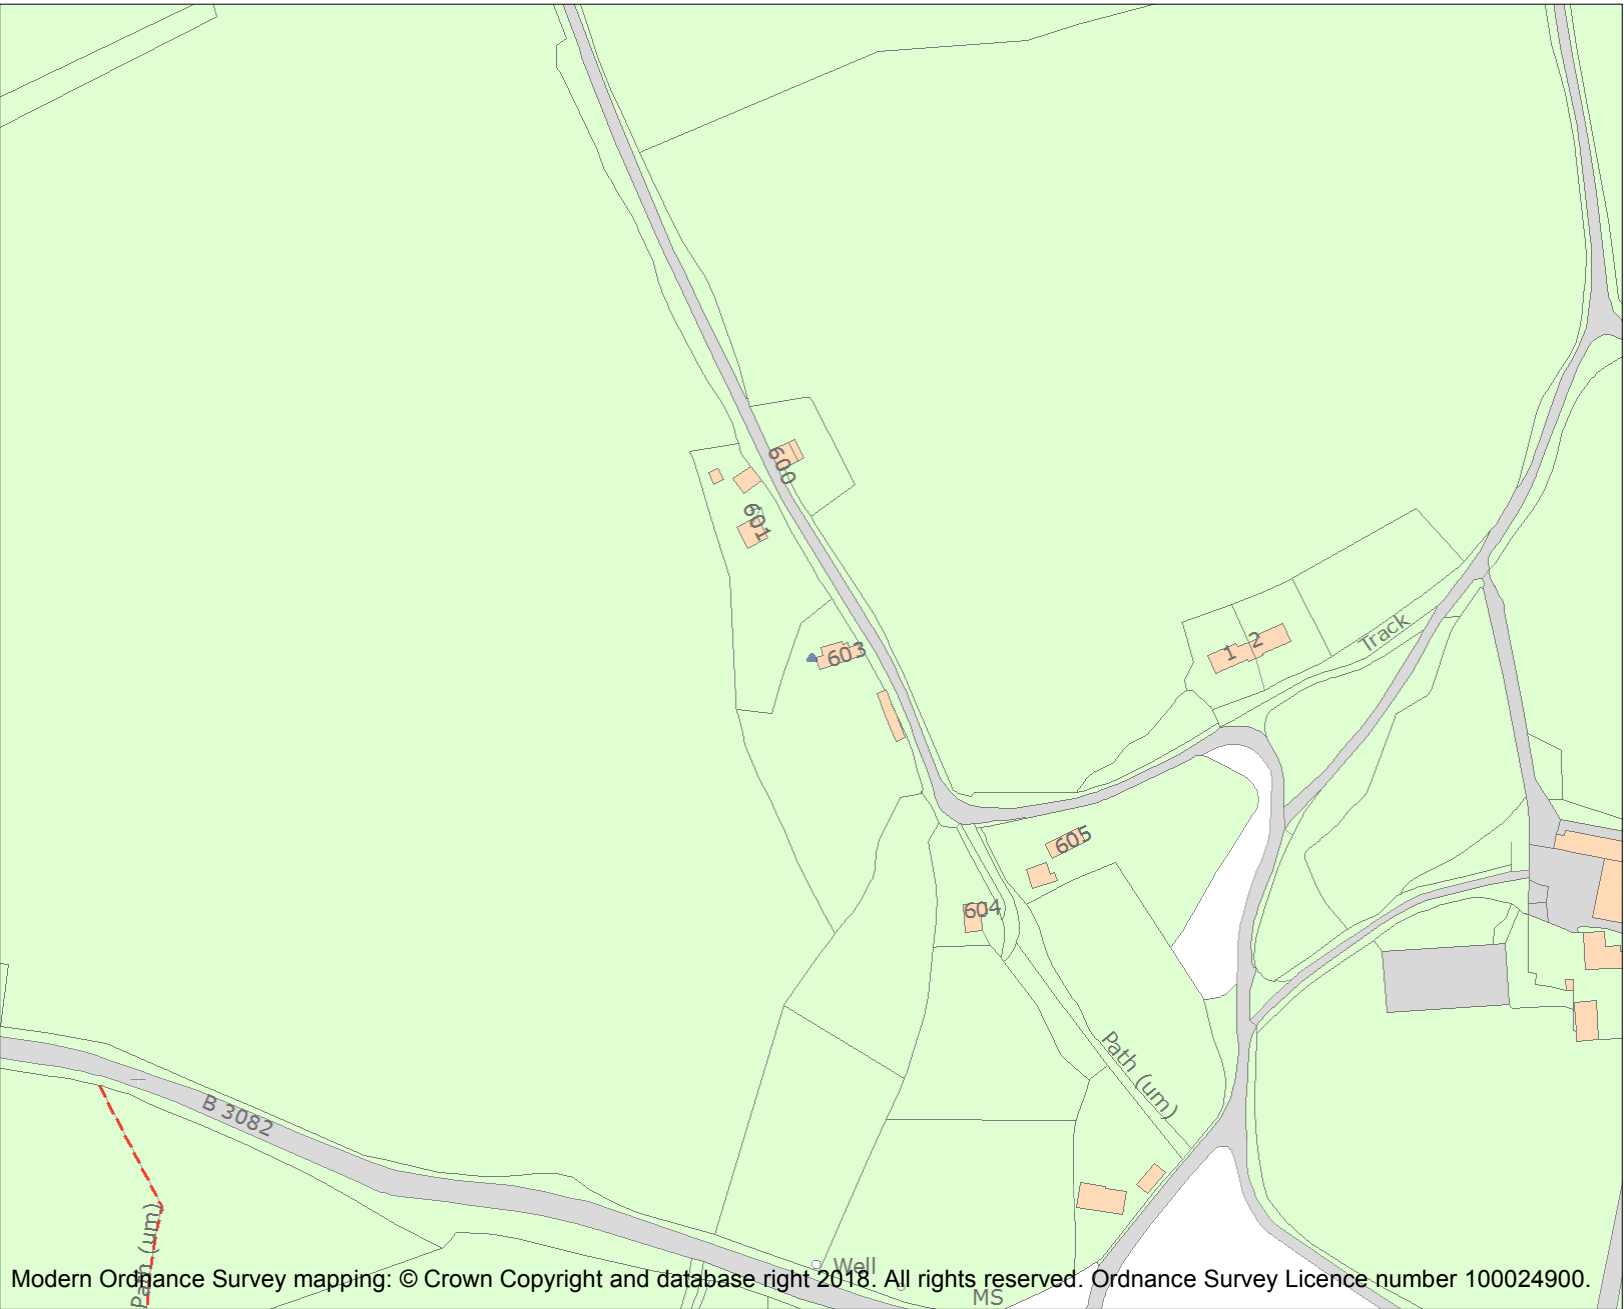 600
601
603
1 2
Track
605
604
Path (um)
B 3082
Path (um)
Well
Modern Ordnance Survey mapping: © Crown Copyright and database right 2018. All rights reserved. Ordnance Survey Licence number 100024900.
MS